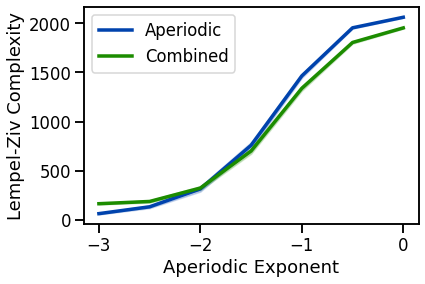 Lempel-Ziv Complexity
2000
1500
1000
500
0
Aperiodic
Combined
−3
−2
−1
0
Aperiodic Exponent